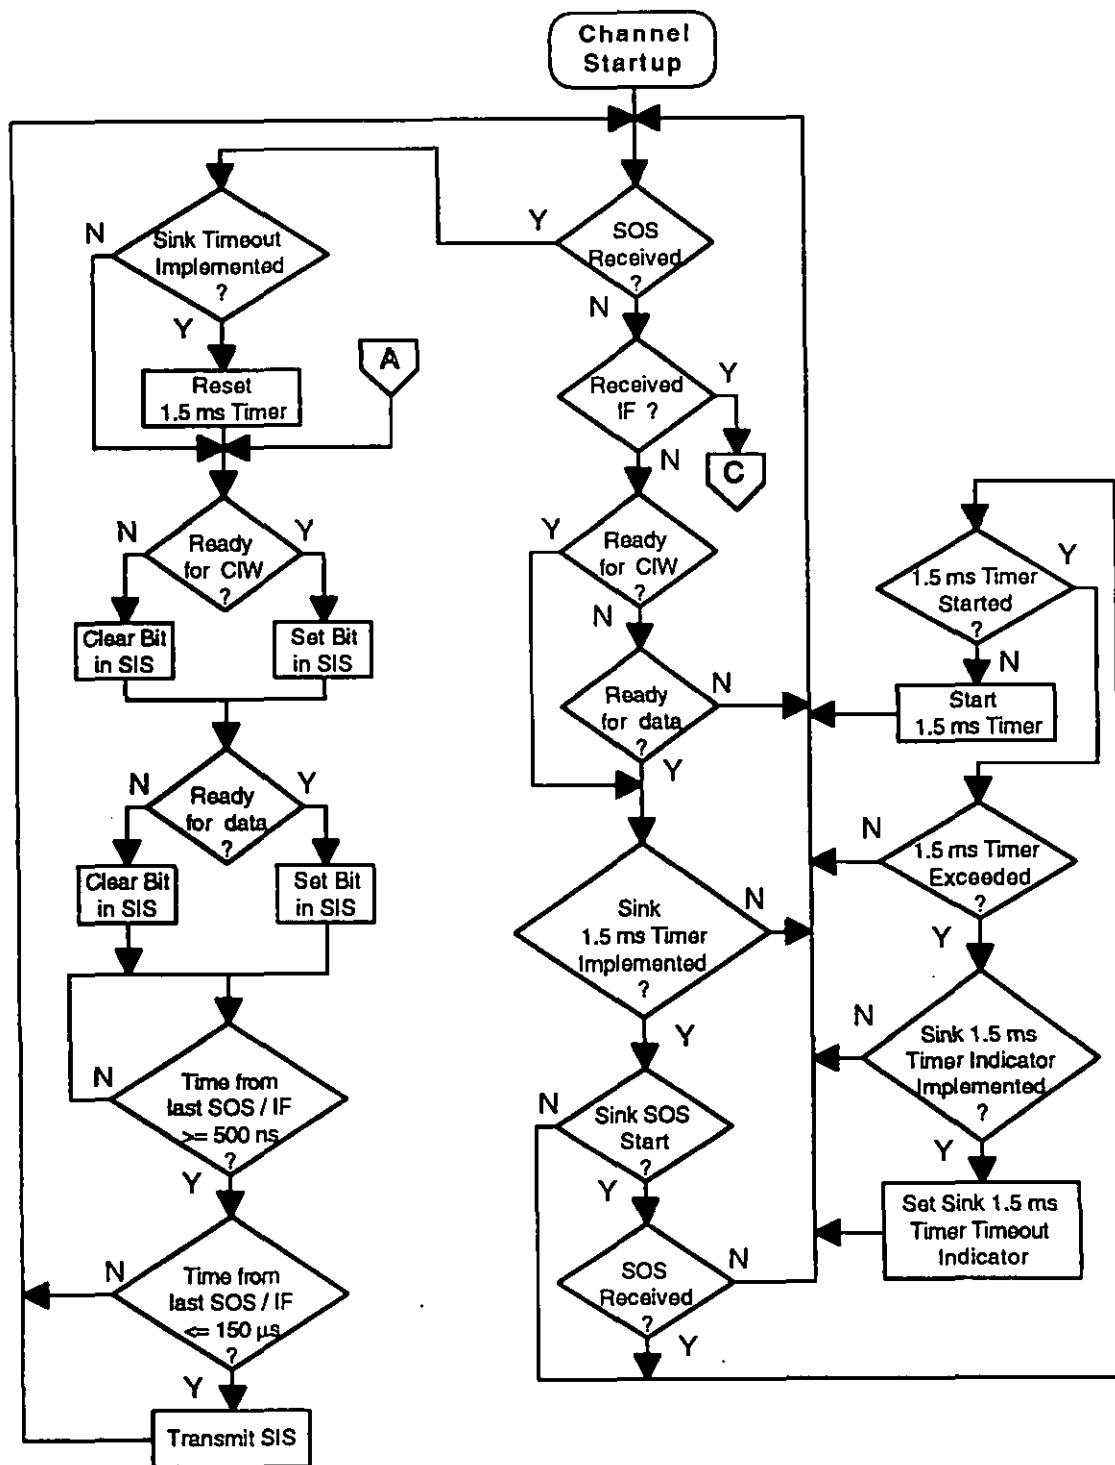 Channel
Startup
SOS
Received
?
Y
N
Sink Timeout
Implemented
?
N
Y
Reset
1.5 ms Timer
A
Received
IF ?
Y
N
C
Ready
for CIW
?
N
Y
Clear Bit
in SIS
Set Bit
in SIS
Ready
for data
?
N
Y
Clear Bit
in SIS
Set Bit
in SIS
Time from
last SOS / IF
>= 500 ns
?
N
Y
Time from
last SOS / IF
<= 150 µs
?
N
Y
Transmit SIS
Ready
for CIW
?
Y
N
Ready
for data
?
N
Y
Sink
1.5 ms Timer
Implemented
?
N
Y
Sink SOS
Start
?
N
Y
SOS
Received
?
N
Y
1.5 ms Timer
Started
?
Y
N
Start
1.5 ms Timer
1.5 ms Timer
Exceeded
?
N
Y
Sink 1.5 ms
Timer Indicator
Implemented
?
N
Y
Set Sink 1.5 ms
Timer Timeout
Indicator